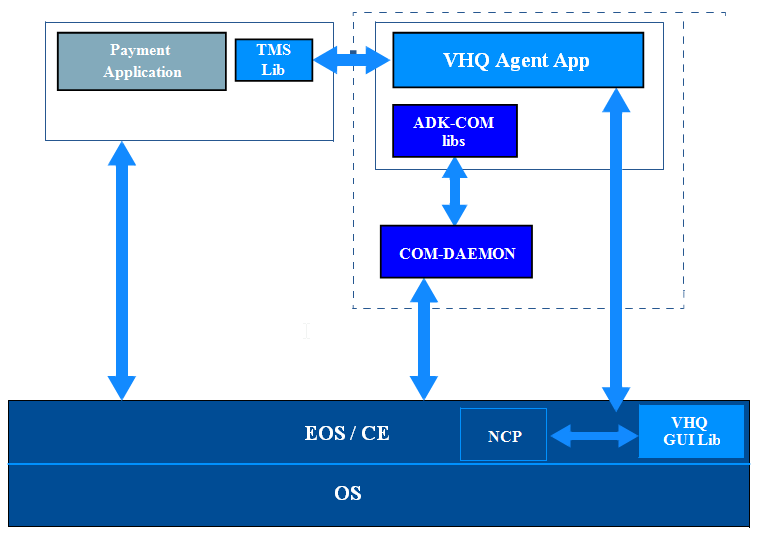 Payment
Application
TMS
Lib
VHQ Agent App
ADK-COM
libs
COM-DAEMON
EOS / CE
NCP
VHQ
GUI Lib
OS